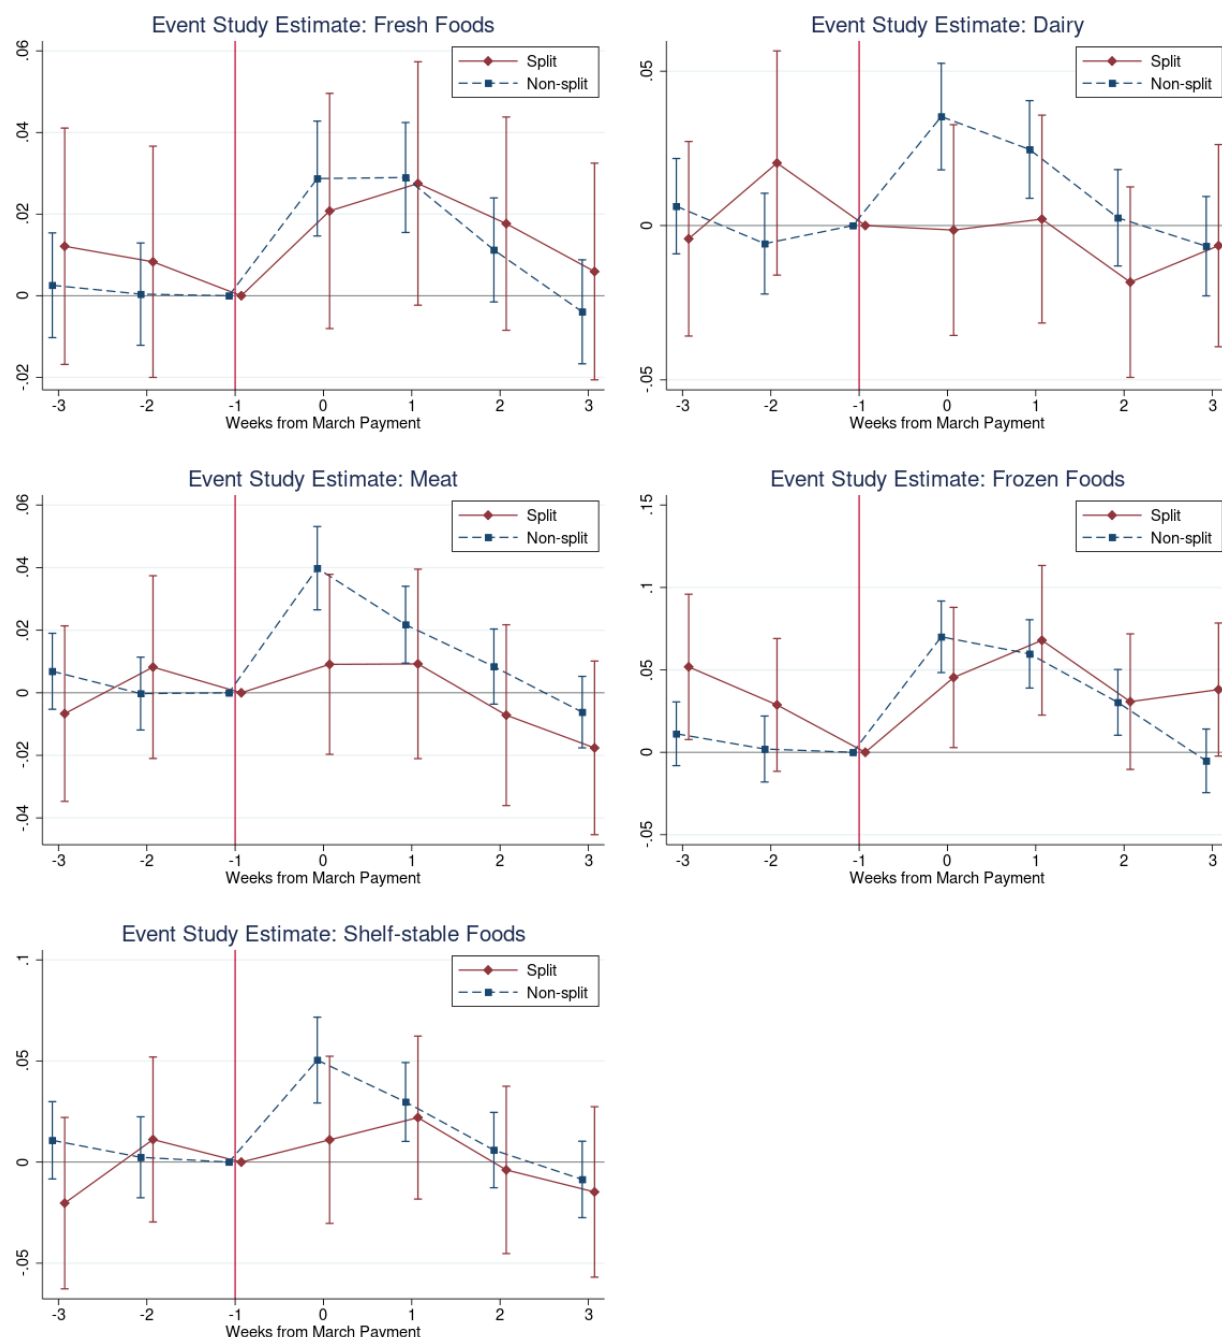 Event Study Estimate: Fresh Foods
.06
.04
.02
0
-.02
Split
Non-split
-3 -2 -1 0 1 2 3
Weeks from March Payment
Event Study Estimate: Dairy
.05
0
-.05
Split
Non-split
-3 -2 -1 0 1 2 3
Weeks from March Payment
Event Study Estimate: Meat
.06
.04
.02
0
-.02
-.04
Split
Non-split
-3 -2 -1 0 1 2 3
Weeks from March Payment
Event Study Estimate: Frozen Foods
.15
.1
.05
0
-.05
Split
Non-split
-3 -2 -1 0 1 2 3
Weeks from March Payment
Event Study Estimate: Shelf-stable Foods
.1
.05
0
-.05
Split
Non-split
-3 -2 -1 0 1 2 3
Weeks from March Payment